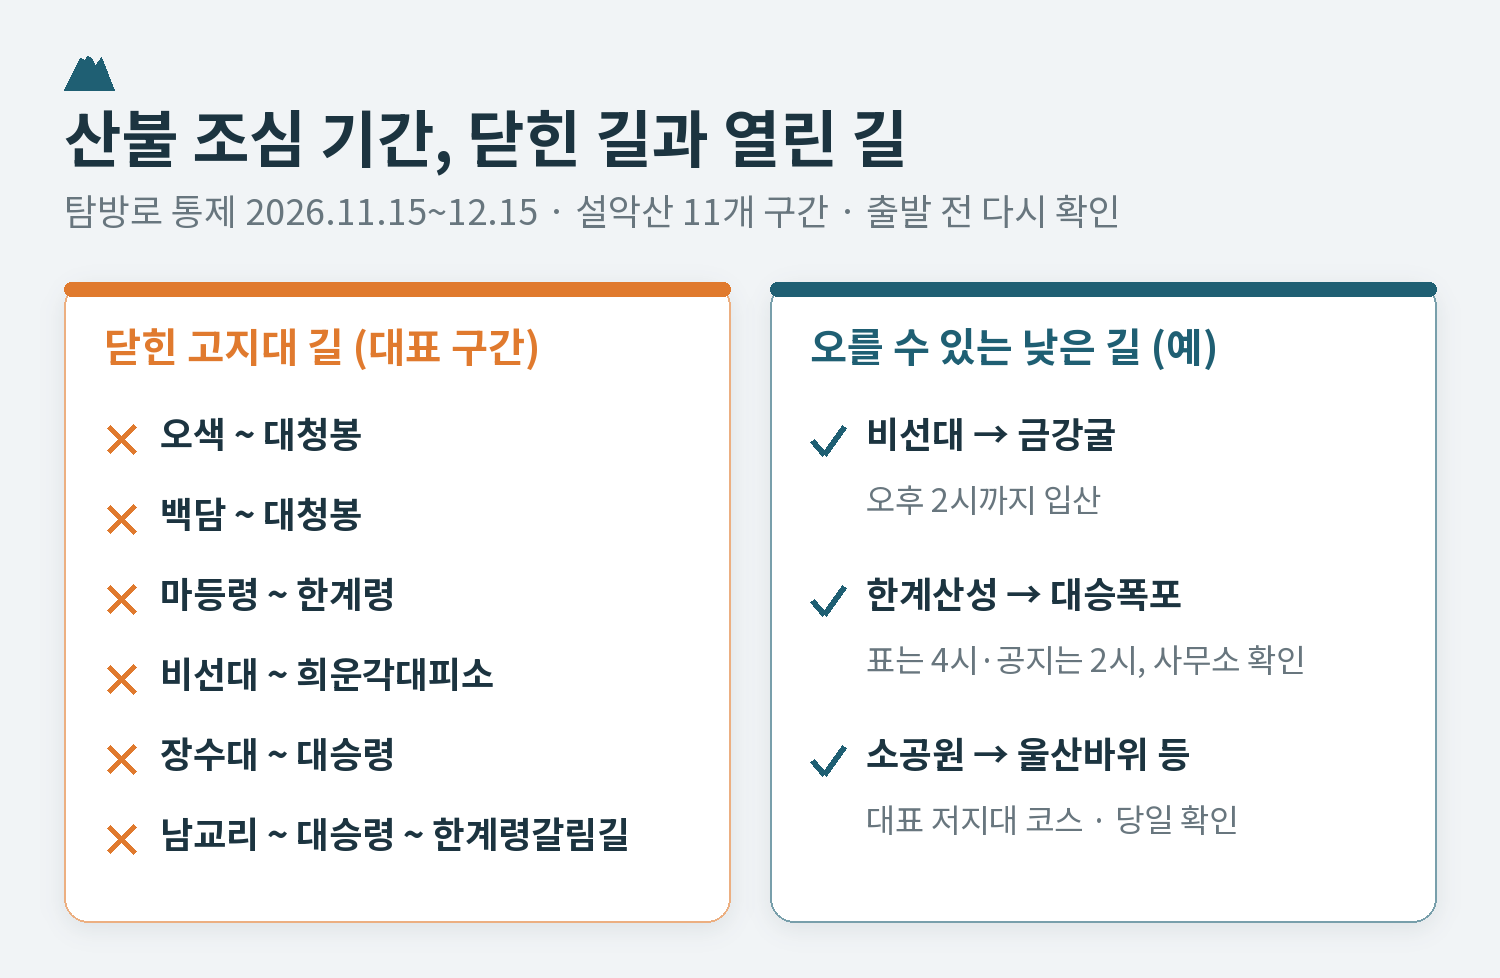 산불 조심 기간, 닫힌 길과 열린 길
탐방로 통제 2026.11.15~12.15 · 설악산 11개 구간 · 출발 전 다시 확인
닫힌 고지대 길 (대표 구간)
오색 ~ 대청봉
백담 ~ 대청봉
마등령 ~ 한계령
비선대 ~ 희운각대피소
장수대 ~ 대승령
남교리 ~ 대승령 ~ 한계령갈림길
오를 수 있는 낮은 길 (예)
비선대 → 금강굴
오후 2시까지 입산
한계산성 → 대승폭포
표는 4시·공지는 2시, 사무소 확인
소공원 → 울산바위 등
대표 저지대 코스 · 당일 확인